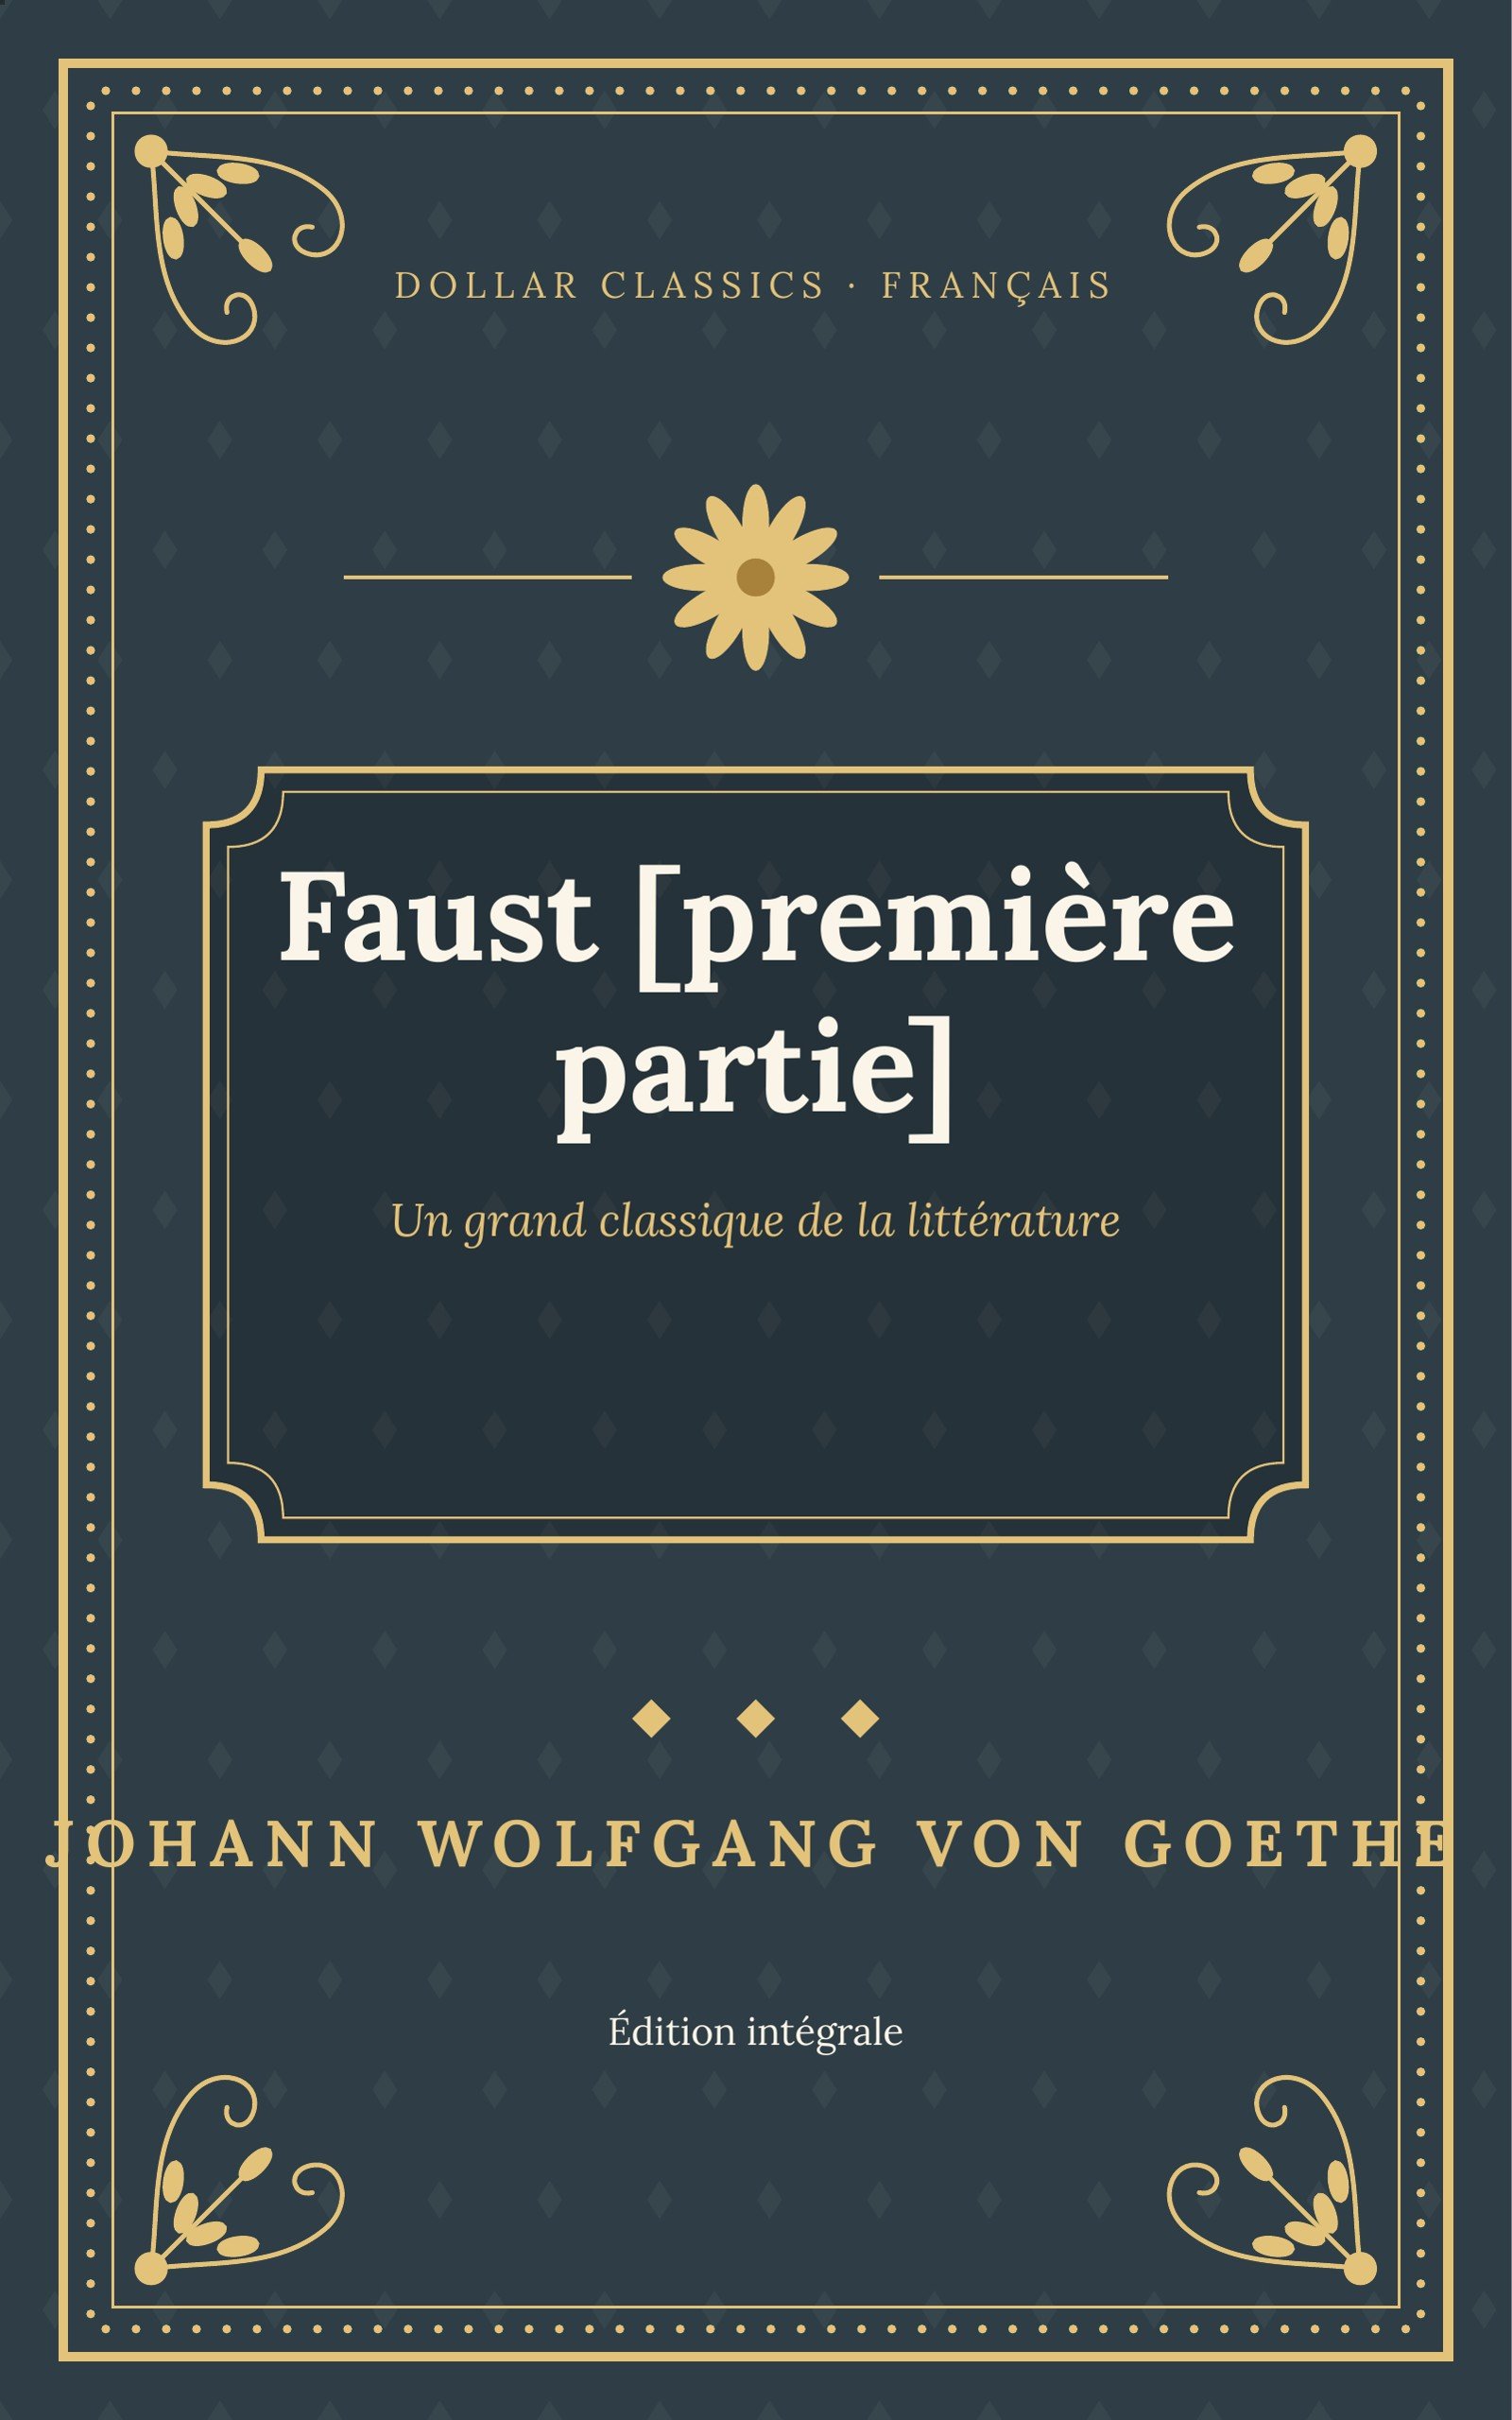 DOLLAR CLASSICS · FRANÇAIS
Faust [première
partie]
Un grand classique de la littérature
JOHANN WOLFGANG VON GOETHE
Édition intégrale